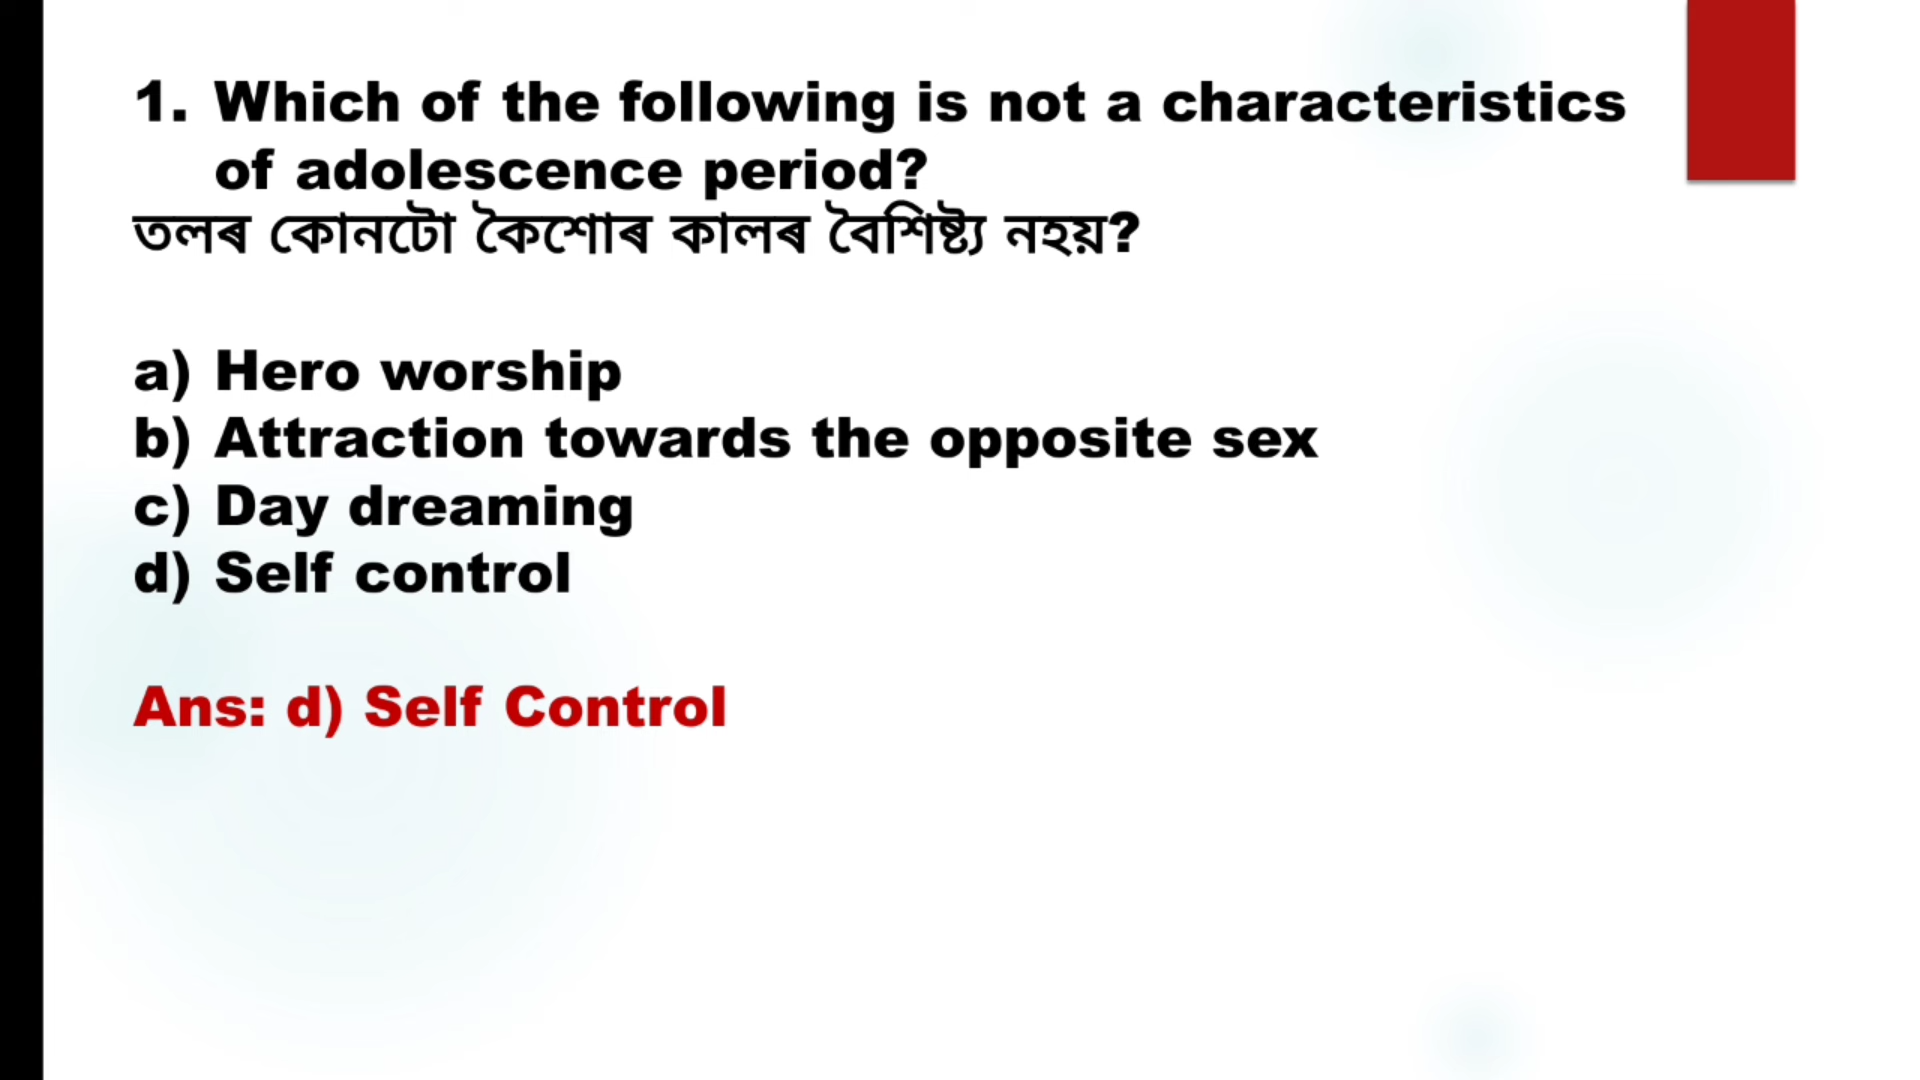 1. Which of the following is not a characteristics
of adolescence period?
তলৰ কোনটো কৈশোৰ কালৰ বৈশিষ্ট্য নহয়?
a) Hero worship
b) Attraction towards the opposite sex
c) Day dreaming
d) Self control
Ans: d) Self Control